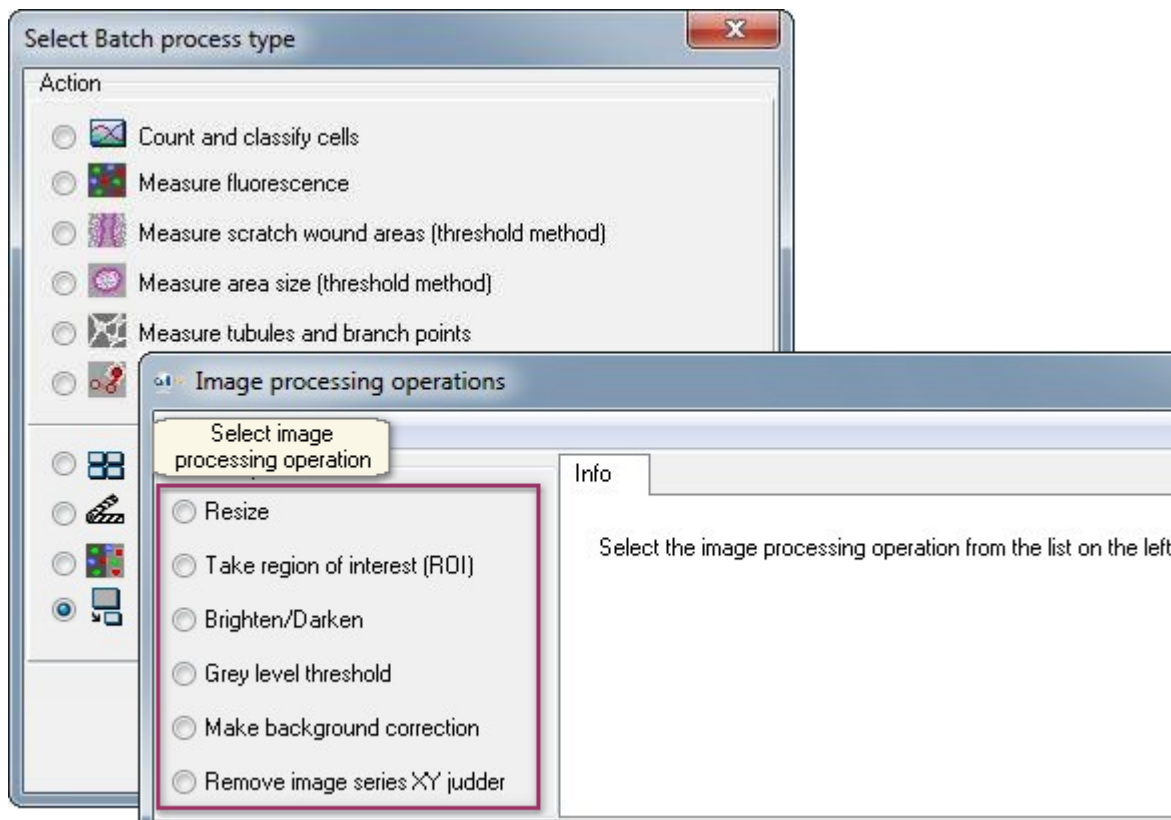 Select Batch process type
Action
Count and classify cells
Measure fluorescence
Measure scratch wound areas (threshold method)
Measure area size (threshold method)
Measure tubules and branch points
Image processing operations
Select image
processing operation
Info
Resize
Select the image processing operation from the list on the left
Take region of interest (ROI)
Brighten/Darken
Grey level threshold
Make background correction
Remove image series XY judder